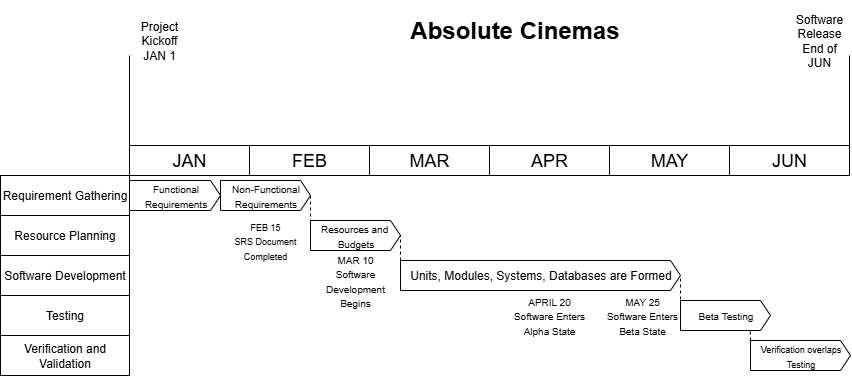 Project
Kickoff
JAN 1
Absolute Cinemas
Software
Release
End of
JUN
JAN
FEB
MAR
APR
MAY
JUN
Requirement Gathering
Functional
Requirements
Non-Functional
Requirements
Resource Planning
FEB 15
SRS Document
Completed
Resources and
Budgets
Software Development
MAR 10
Software
Development
Begins
Units, Modules, Systems, Databases are Formed
Testing
APRIL 20
Software Enters
Alpha State
MAY 25
Software Enters
Beta State
Beta Testing
Verification and
Validation
Verification overlaps
Testing